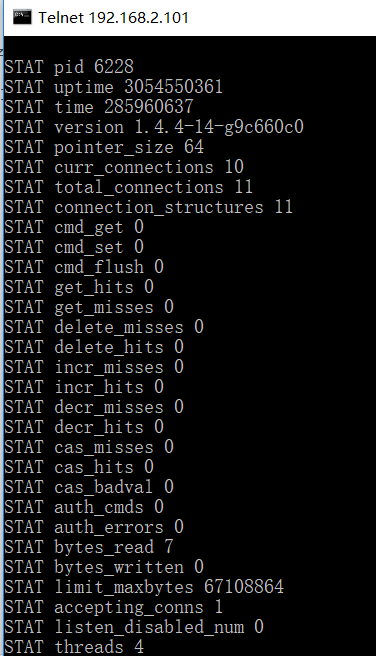 Telnet 192.168.2.101
STAT pid 6228
STAT uptime 3054550361
STAT time 285960637
STAT version 1.4.4-14-g9c660c0
STAT pointer_size 64
STAT curr_connections 10
STAT total_connections 11
STAT connection_structures 11
STAT cmd_get 0
STAT cmd_set 0
STAT cmd_flush 0
STAT get_hits 0
STAT get_misses 0
STAT delete_misses 0
STAT delete_hits 0
STAT incr_misses 0
STAT incr_hits 0
STAT decr_misses 0
STAT decr_hits 0
STAT cas_misses 0
STAT cas_hits 0
STAT cas_badval 0
STAT auth_cmds 0
STAT auth_errors 0
STAT bytes_read 7
STAT bytes_written 0
STAT limit_maxbytes 67108864
STAT accepting_conns 1
STAT listen_disabled_num 0
STAT threads 4